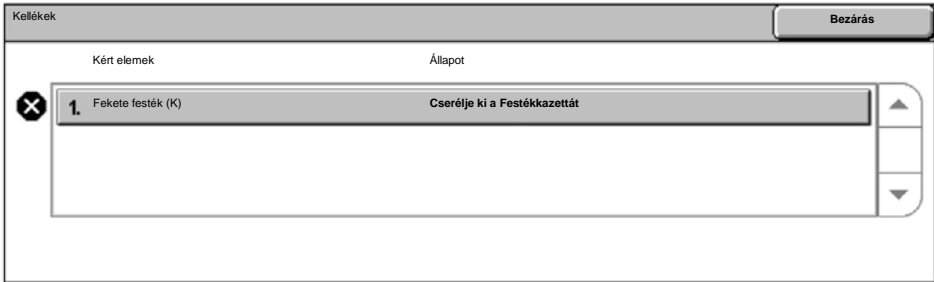 Kellékek
Bezárás
Kért elemek Állapot
1. Fekete festék (K) Cserélje ki a Festékkazettát